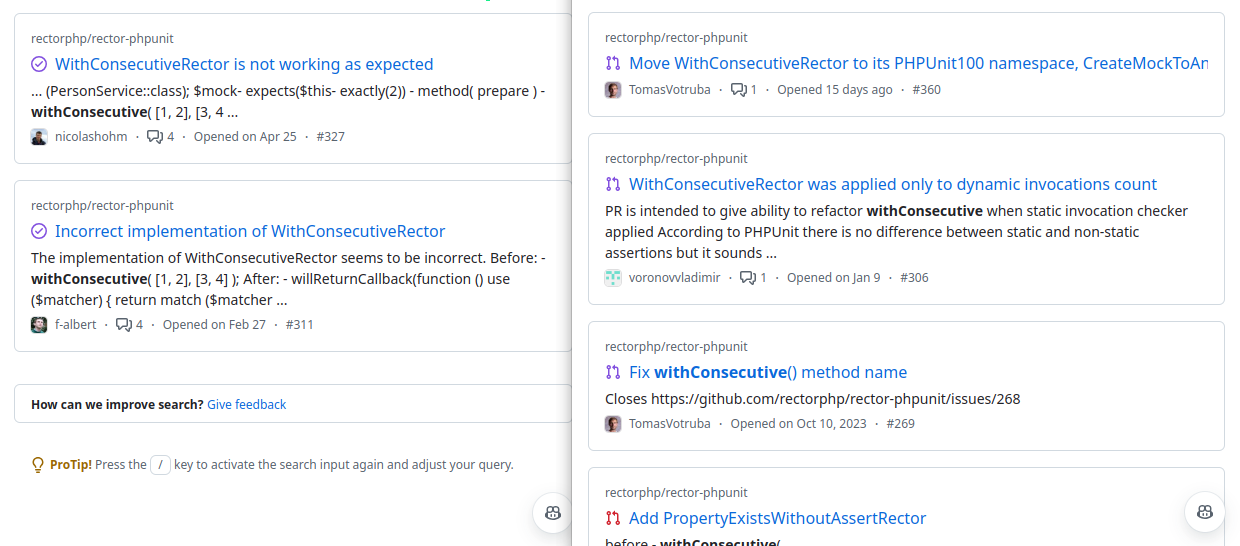 rectorphp/rector-phpunit
WithConsecutiveRector is not working as expected
... (PersonService::class); $mock- expects($this- exactly(2)) - method( prepare ) -
withConsecutive( [1, 2], [3, 4 ...
nicolashohm · 4 · Opened on Apr 25 · #327
rectorphp/rector-phpunit
Incorrect implementation of WithConsecutiveRector
The implementation of WithConsecutiveRector seems to be incorrect. Before: -
withConsecutive( [1, 2], [3, 4] ); After: - willReturnCallback(function () use
($matcher) { return match ($matcher ...
f-albert · 4 · Opened on Feb 27 · #311
How can we improve search? Give feedback
ProTip! Press the / key to activate the search input again and adjust your query.
rectorphp/rector-phpunit
Move WithConsecutiveRector to its PHPUnit100 namespace, CreateMockToAn
TomasVotruba · 1 · Opened 15 days ago · #360
rectorphp/rector-phpunit
WithConsecutiveRector was applied only to dynamic invocations count
PR is intended to give ability to refactor withConsecutive when static invocation checker
applied According to PHPUnit there is no difference between static and non-static
assertions but it sounds ...
voronovvladimir · 1 · Opened on Jan 9 · #306
rectorphp/rector-phpunit
Fix withConsecutive() method name
Closes https://github.com/rectorphp/rector-phpunit/issues/268
TomasVotruba · Opened on Oct 10, 2023 · #269
rectorphp/rector-phpunit
Add PropertyExistsWithoutAssertRector
before - withConsecutive(